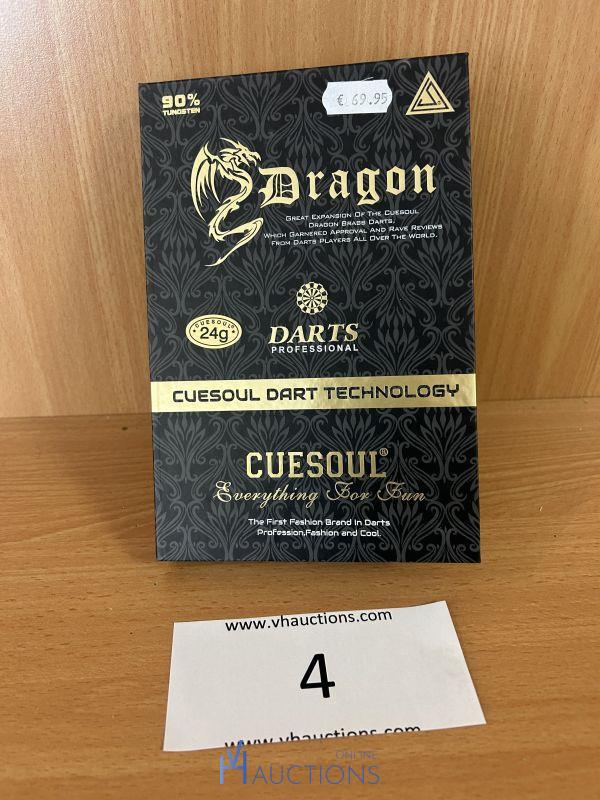 90%
TUNGSTEN
€ 69.95
Dragon
GREAT EXPANSION OF THE CUESOUL
DRAGON BRASS DARTS,
WHICH GARNERED APPROVAL AND RAVE REVIEWS
FROM DARTS PLAYERS ALL OVER THE WORLD.
CUESOUL®
24g
DARTS
PROFESSIONAL
CUESOUL DART TECHNOLOGY
CUESOUL®
Everything For Fun
The First Fashion Brand In Darts
Profession,Fashion and Cool.
www.vhauctions.com
4
www.vhauctions.com
ONLINE
VHAUCTIONS